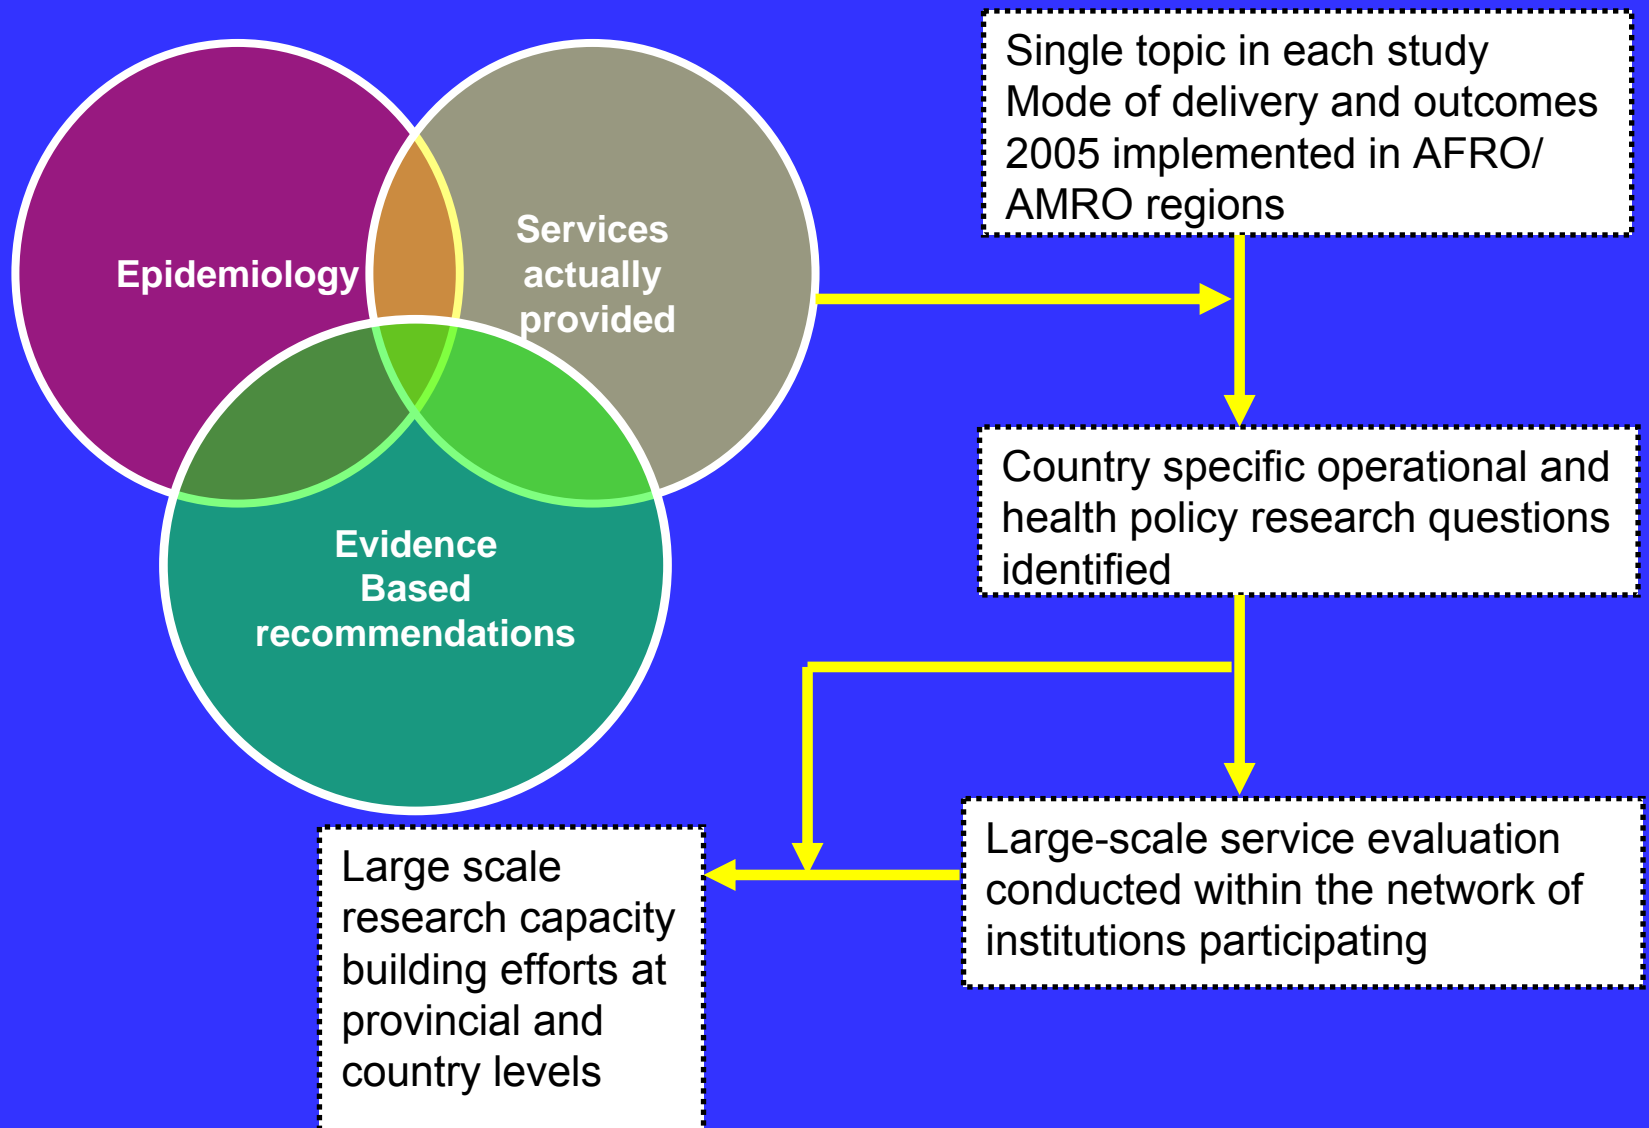 Epidemiology
Services
actually
provided
Evidence
Based
recommendations
Single topic in each study
Mode of delivery and outcomes
2005 implemented in AFRO/
AMRO regions
Country specific operational and
health policy research questions
identified
Large-scale service evaluation
conducted within the network of
institutions participating
Large scale
research capacity
building efforts at
provincial and
country levels